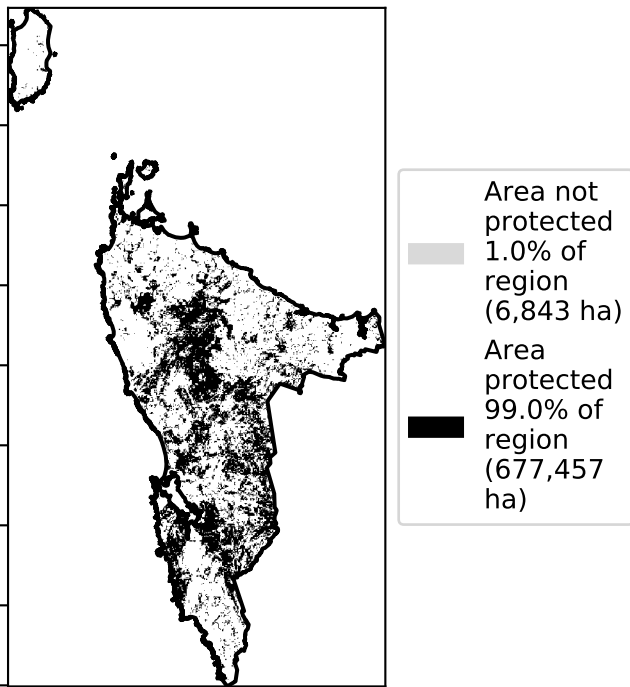 Area not
protected
1.0% of
region
(6,843 ha)
Area
protected
99.0% of
region
(677,457
ha)